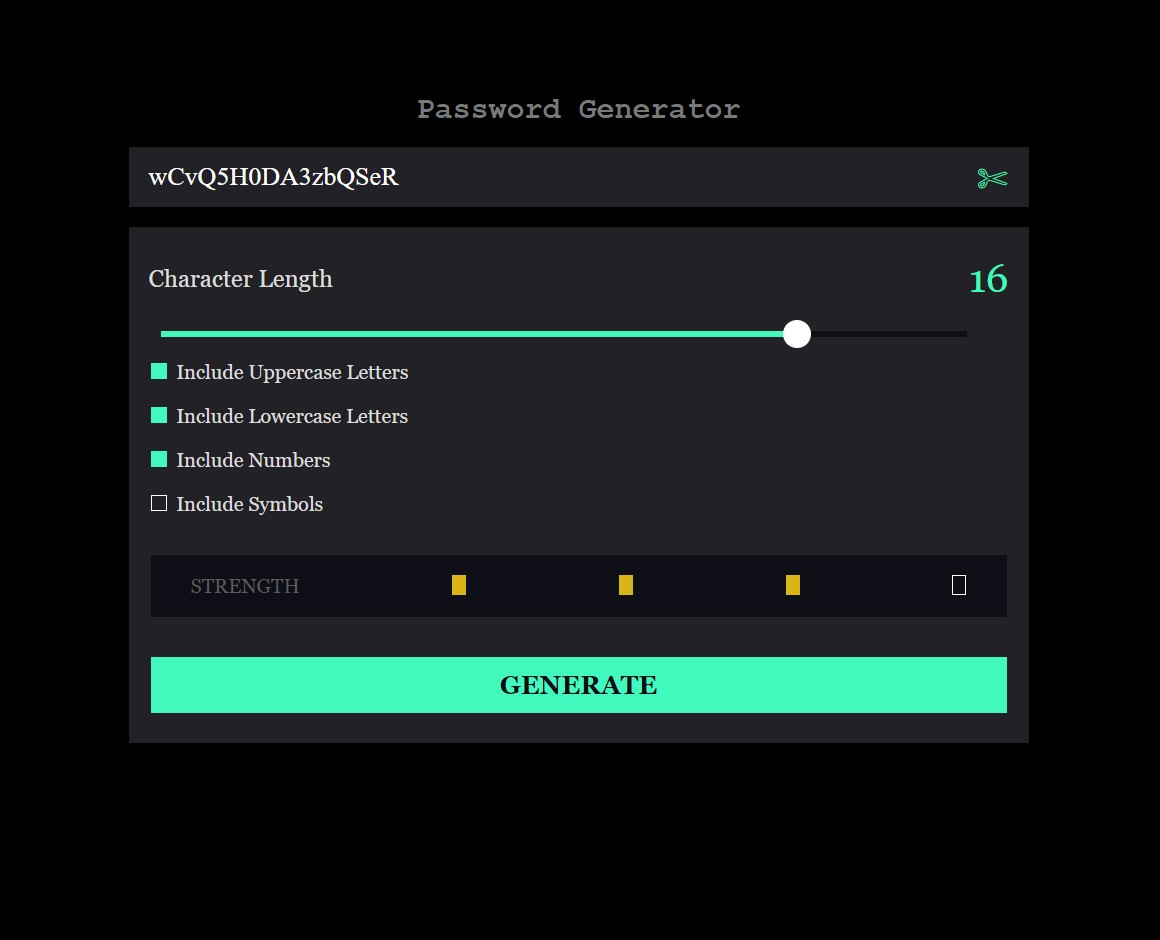 Password Generator
wCvQ5H0DA3zbQSeR
Character Length
16
Include Uppercase Letters
Include Lowercase Letters
Include Numbers
Include Symbols
STRENGTH
GENERATE